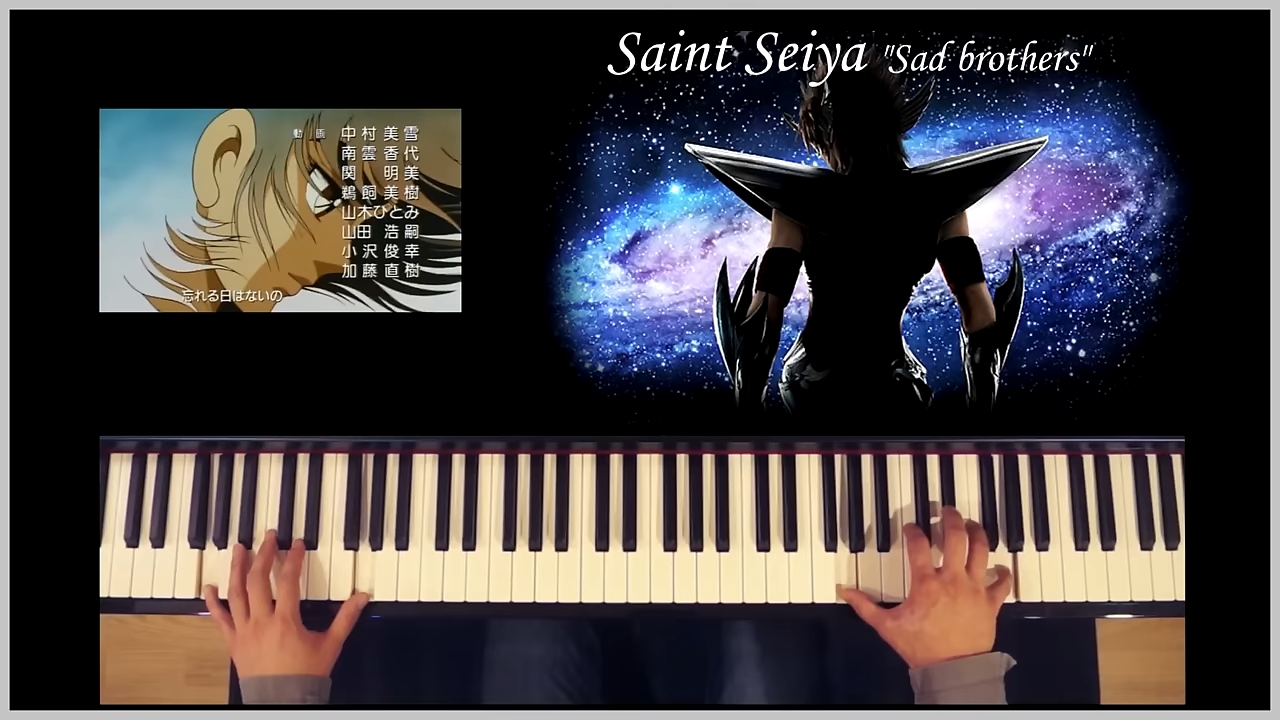 Saint Seiya "Sad brothers"
動画 中村美雪
南雲香代
関 明美
鵜飼美樹
山木ひとみ
山田 浩嗣
小沢俊幸
加藤直樹
忘れる日はないの